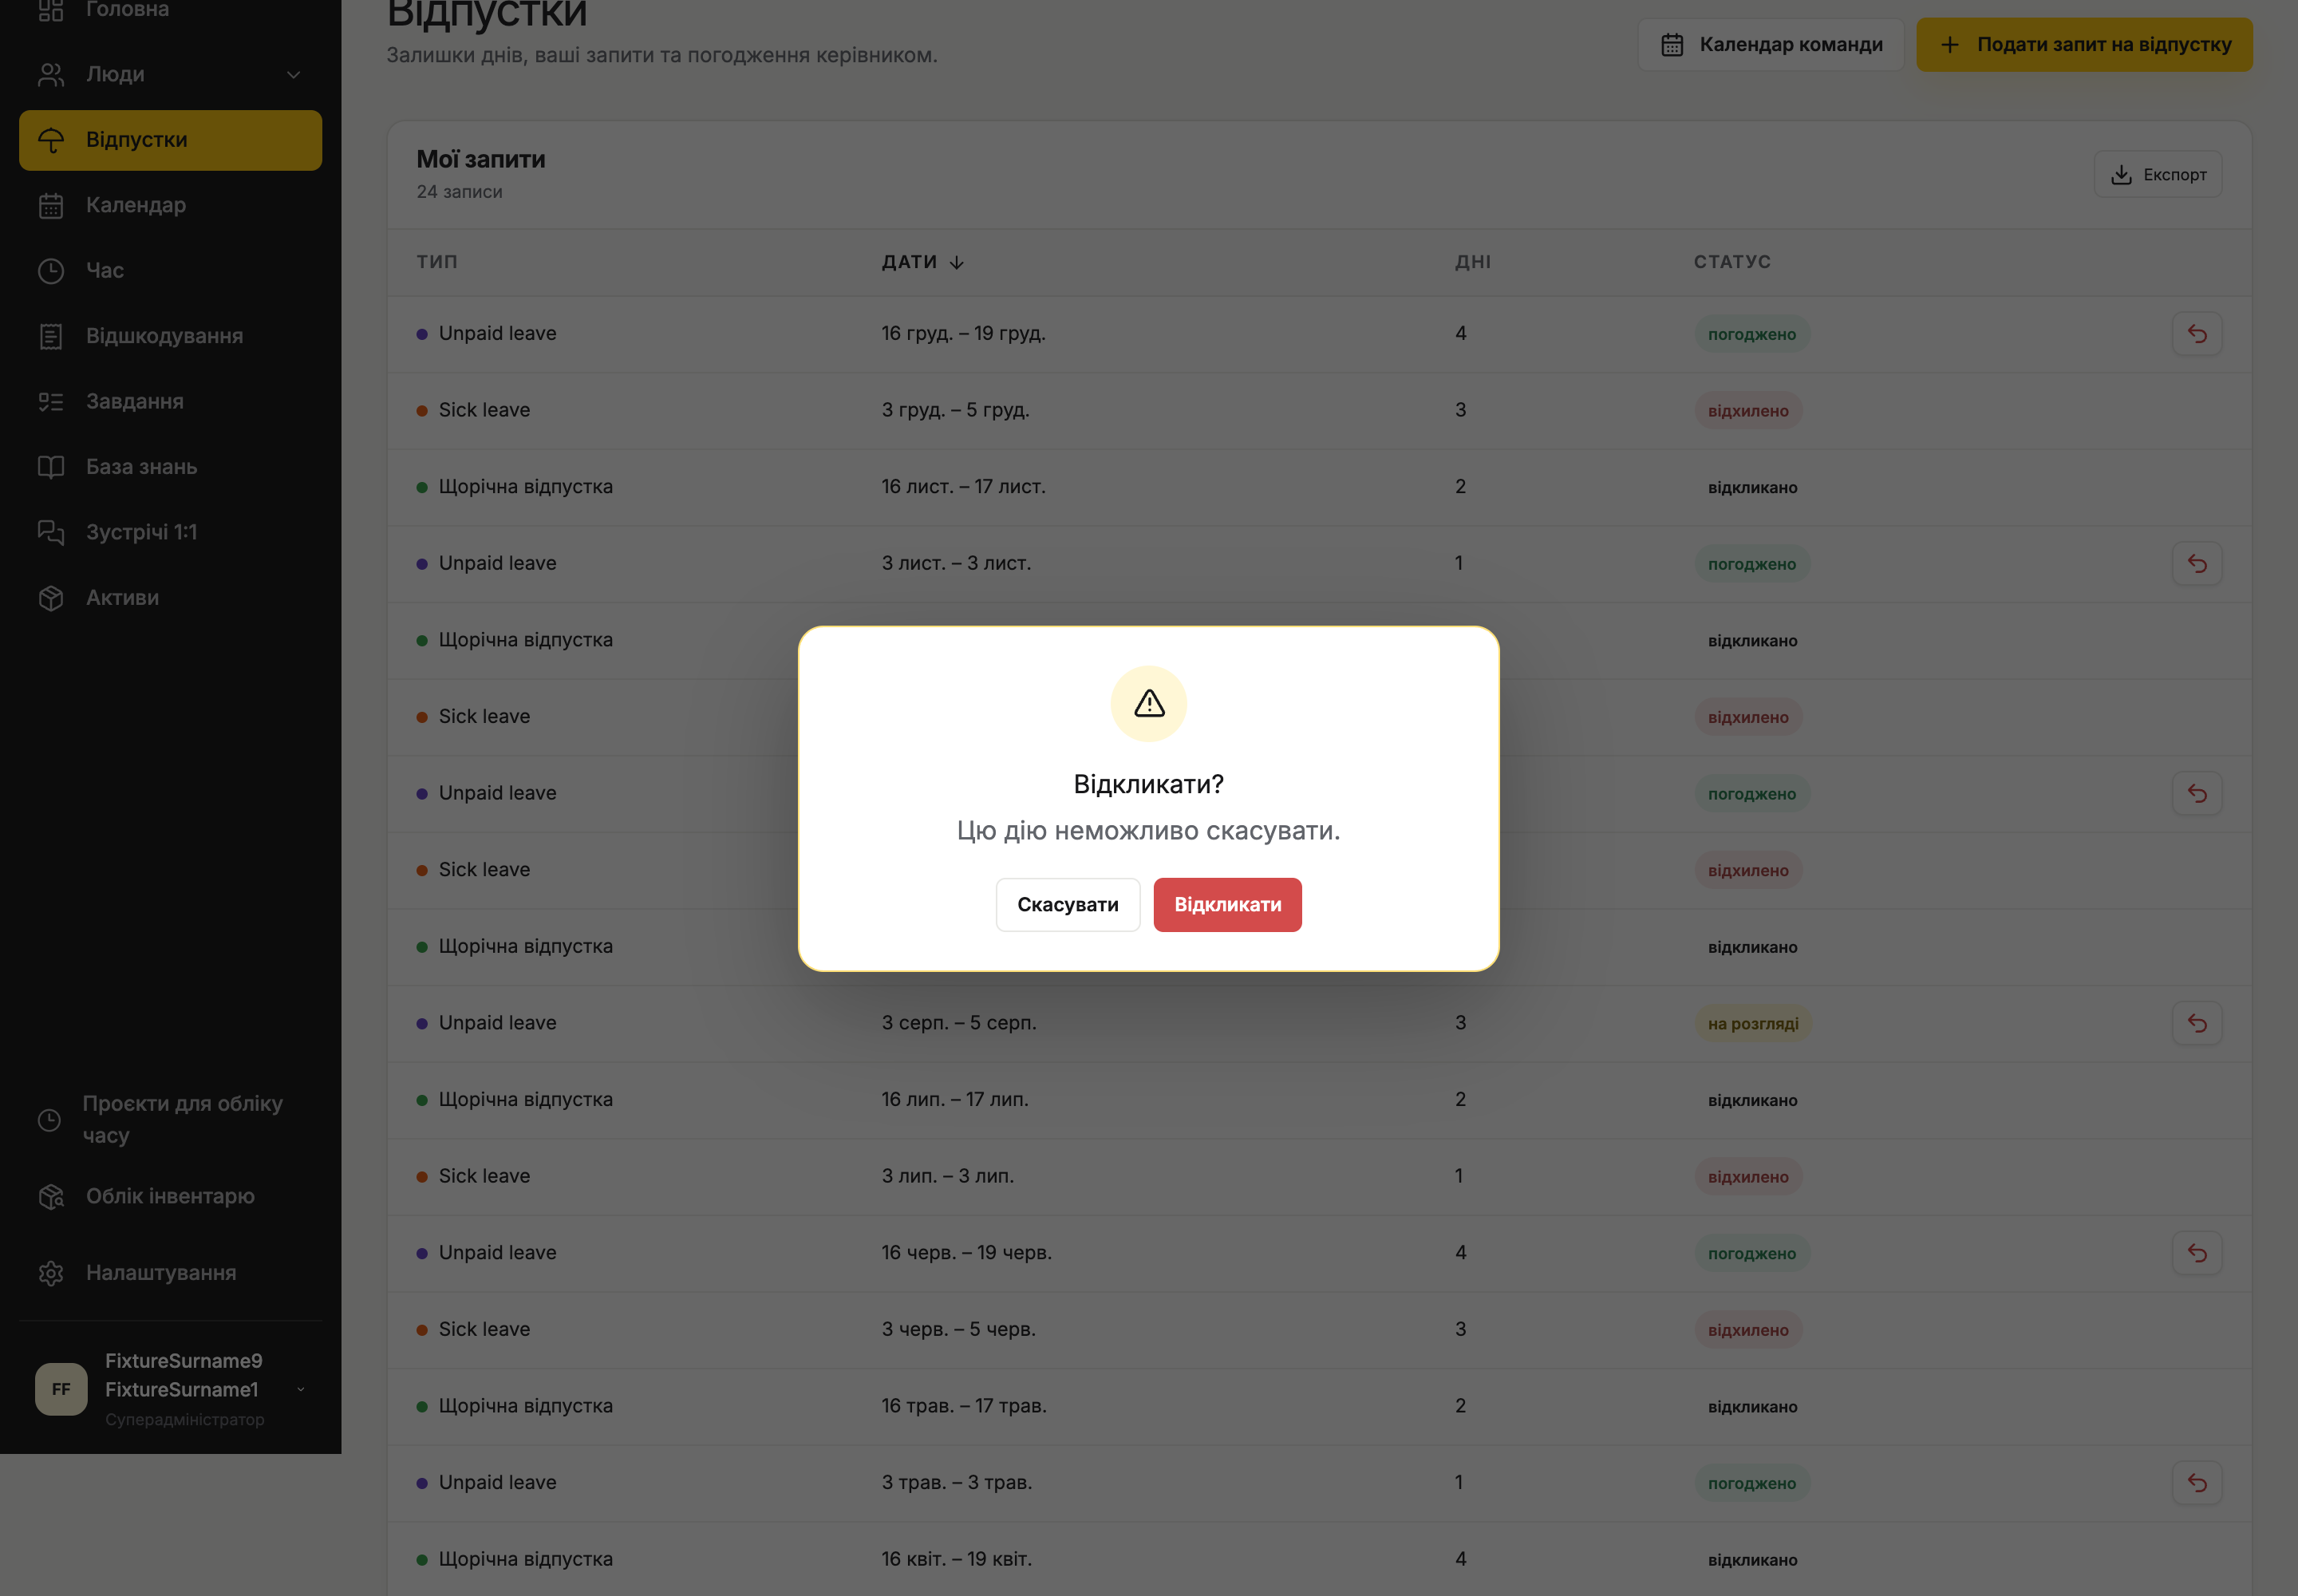 Головна
Люди
Відпустки
Календар
Час
Відшкодування
Завдання
База знань
Зустрічі 1:1
Активи
Проєкти для обліку
часу
Облік інвентарю
Налаштування
FF
FixtureSurname9
FixtureSurname1
Суперадміністратор
Відпустки
Залишки днів, ваші запити та погодження керівником.
Календар команди
Подати запит на відпустку
Мої запити
24 записи
Експорт
ТИП ДАТИ ДНІ СТАТУС
Unpaid leave 16 груд. – 19 груд. 4 погоджено
Sick leave 3 груд. – 5 груд. 3 відхилено
Щорічна відпустка 16 лист. – 17 лист. 2 відкликано
Unpaid leave 3 лист. – 3 лист. 1 погоджено
Щорічна відпустка відкликано
Sick leave відхилено
Unpaid leave погоджено
Sick leave відхилено
Щорічна відпустка відкликано
Unpaid leave 3 серп. – 5 серп. 3 на розгляді
Щорічна відпустка 16 лип. – 17 лип. 2 відкликано
Sick leave 3 лип. – 3 лип. 1 відхилено
Unpaid leave 16 черв. – 19 черв. 4 погоджено
Sick leave 3 черв. – 5 черв. 3 відхилено
Щорічна відпустка 16 трав. – 17 трав. 2 відкликано
Unpaid leave 3 трав. – 3 трав. 1 погоджено
Щорічна відпустка 16 квіт. – 19 квіт. 4 відкликано
Відкликати?
Цю дію неможливо скасувати.
Скасувати
Відкликати